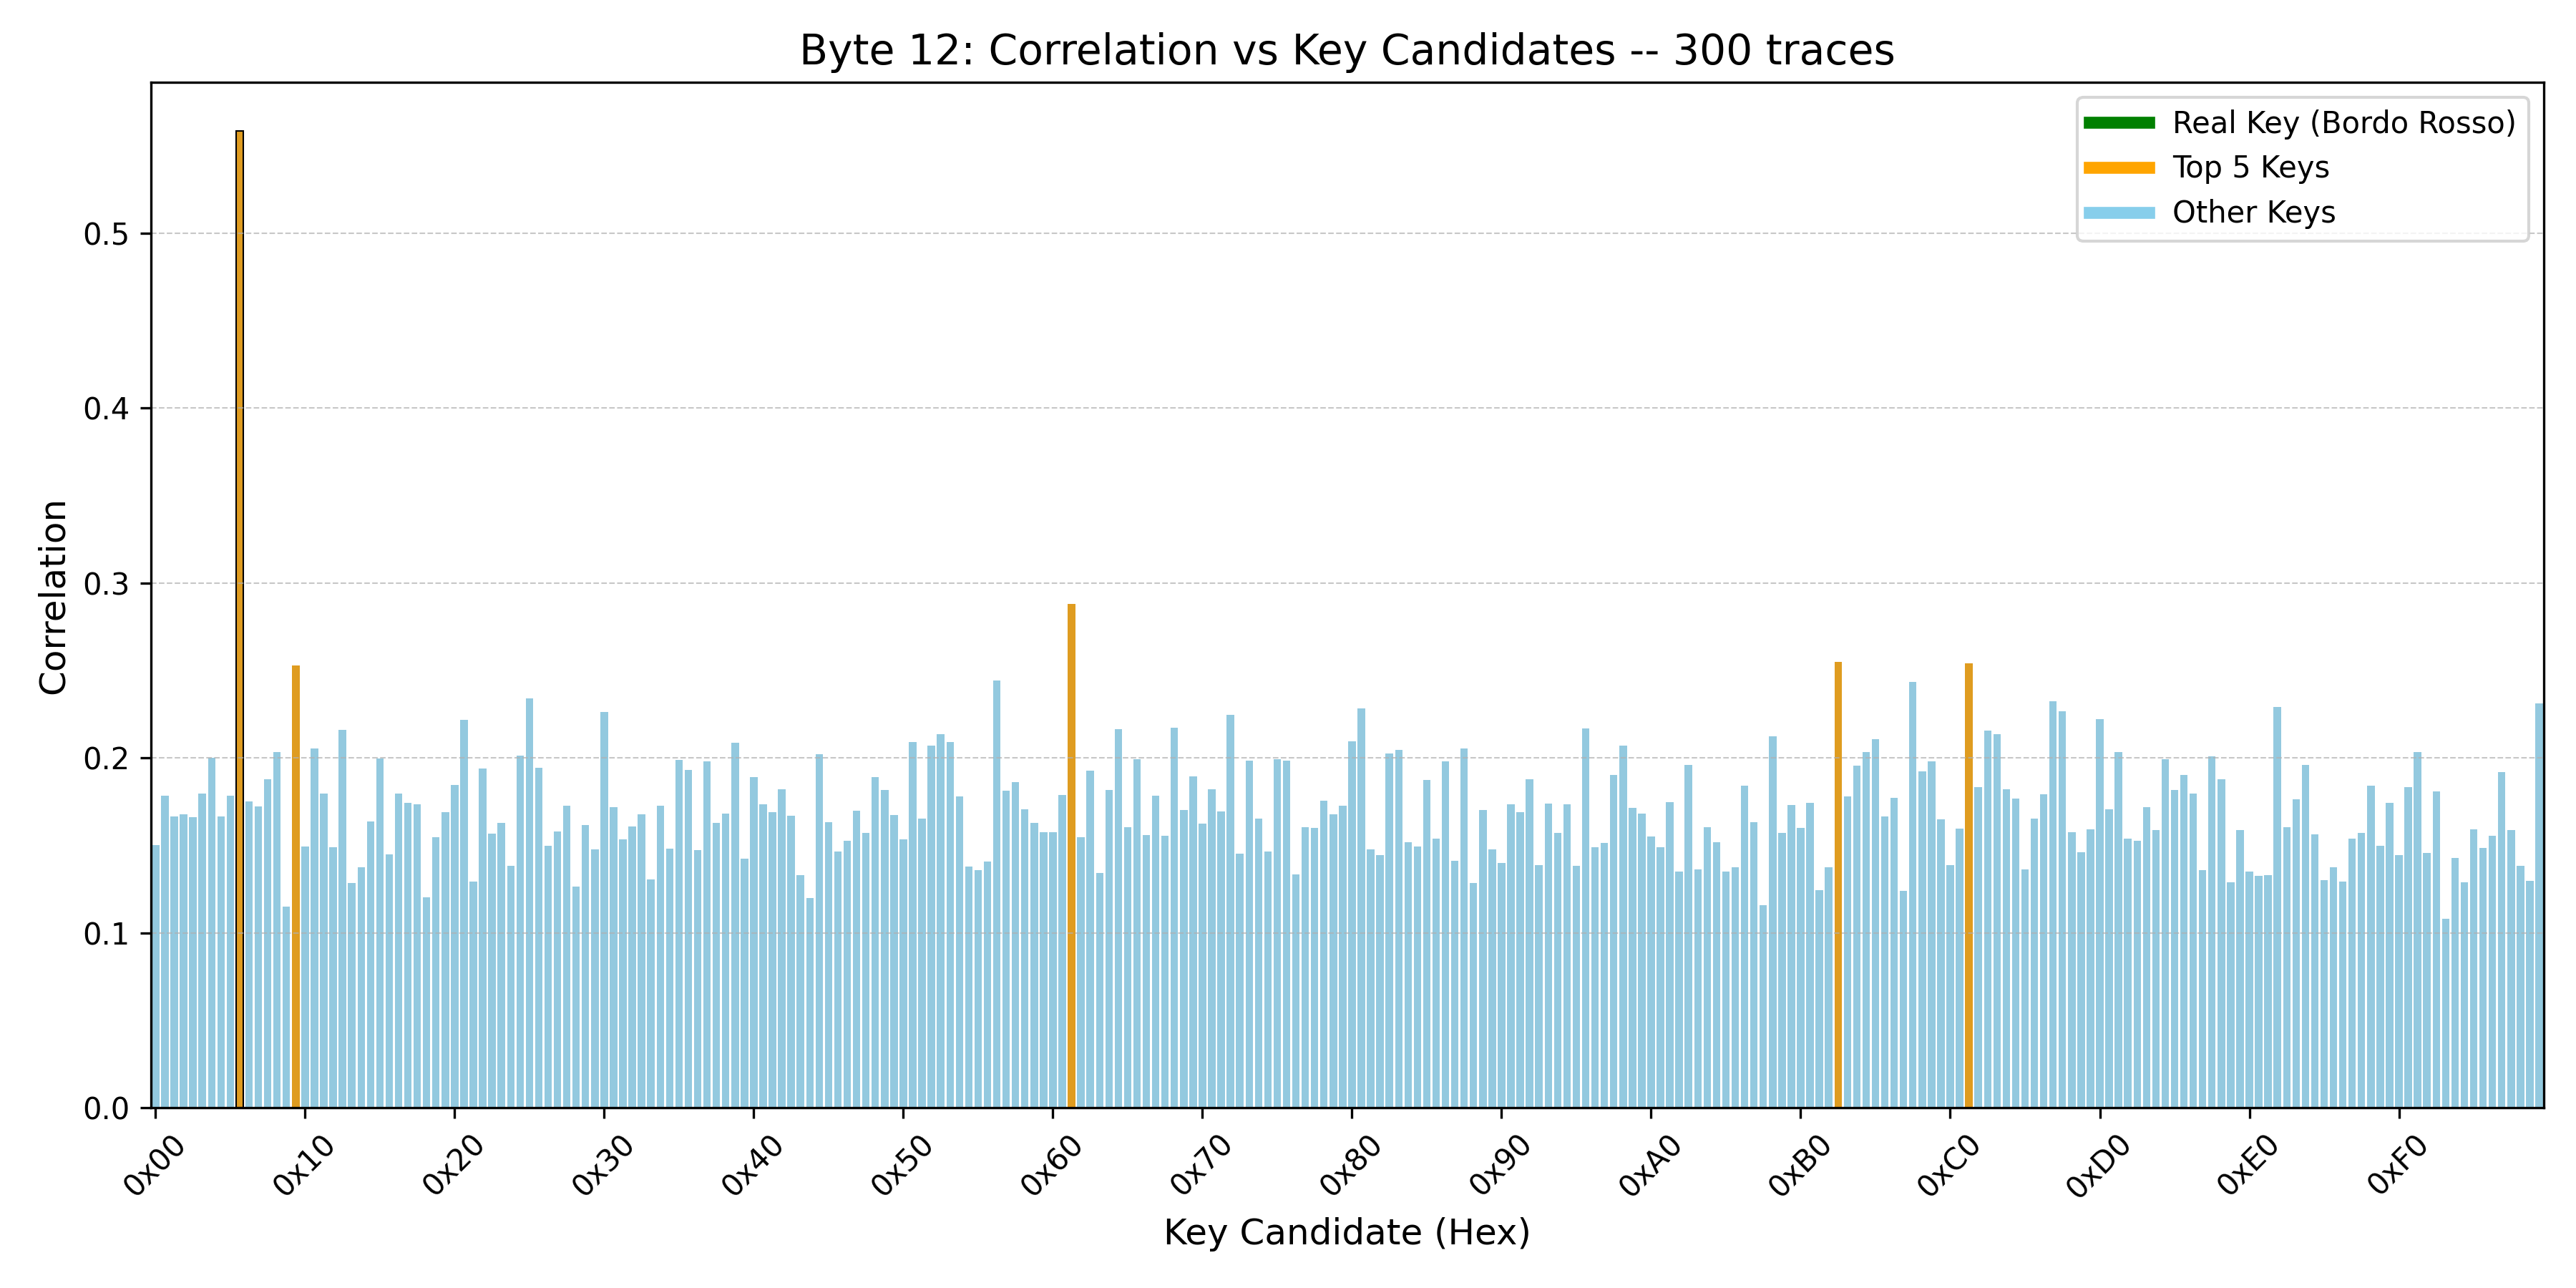 Byte 12: Correlation vs Key Candidates -- 300 traces
Real Key (Bordo Rosso)
Top 5 Keys
Other Keys
Correlation
0.5
0.4
0.3
0.2
0.1
0.0
0x00 0x10 0x20 0x30 0x40 0x50 0x60 0x70 0x80 0x90 0xA0 0xB0 0xC0 0xD0 0xE0 0xF0
Key Candidate (Hex)